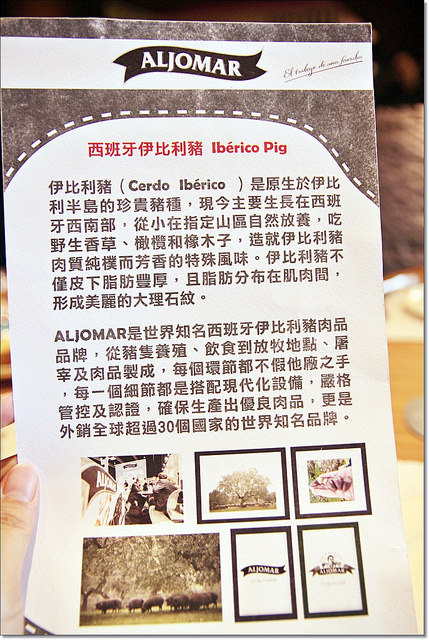 ALJOMAR
El trabajo de una familia
西班牙伊比利豬 Ibérico Pig
伊比利豬（Cerdo Ibérico ）是原生於伊比
利半島的珍貴豬種，現今主要生長在西班
牙西南部，從小在指定山區自然放養，吃
野生香草、橄欖和橡木子，造就伊比利豬
肉質純樸而芳香的特殊風味。伊比利豬不
僅皮下脂肪豐厚，且脂肪分布在肌肉間，
形成美麗的大理石紋。
ALJOMAR是世界知名西班牙伊比利豬肉品
品牌，從豬隻養殖、飲食到放牧地點、屠
宰及肉品製成，每個環節都不假他廠之手
，每一個細節都是搭配現代化設備，嚴格
管控及認證，確保生產出優良肉品，更是
外銷全球超過30個國家的世界知名品牌。
ALJOMAR
ALJOMAR